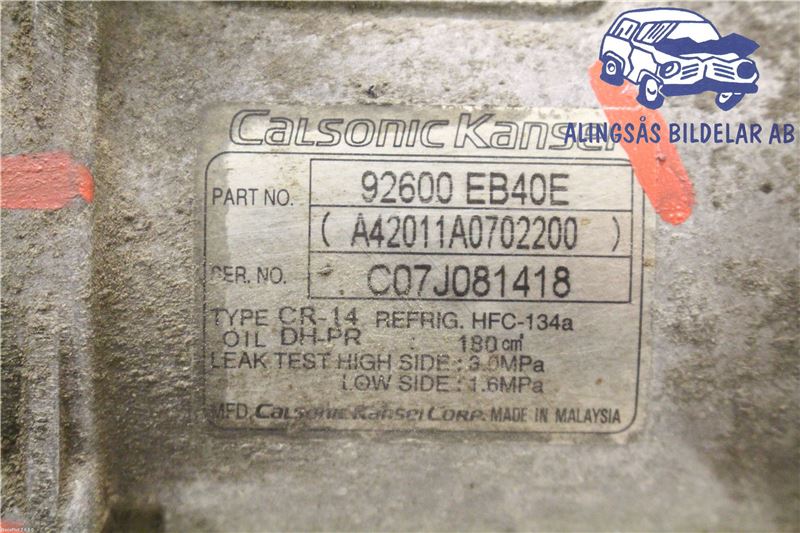 ALINGSÅS BILDELAR AB
Calsonic Kansei
PART NO. 92600 EB40E
( A42011A0702200 )
SER. NO. C07J081418
TYPE CR-14 REFRIG. HFC-134a
OIL DH-PR : 180 cm³
LEAK TEST HIGH SIDE : 3.0MPa
LOW SIDE : 1.6MPa
MFD. Calsonic Kansei Corp. MADE IN MALAYSIA